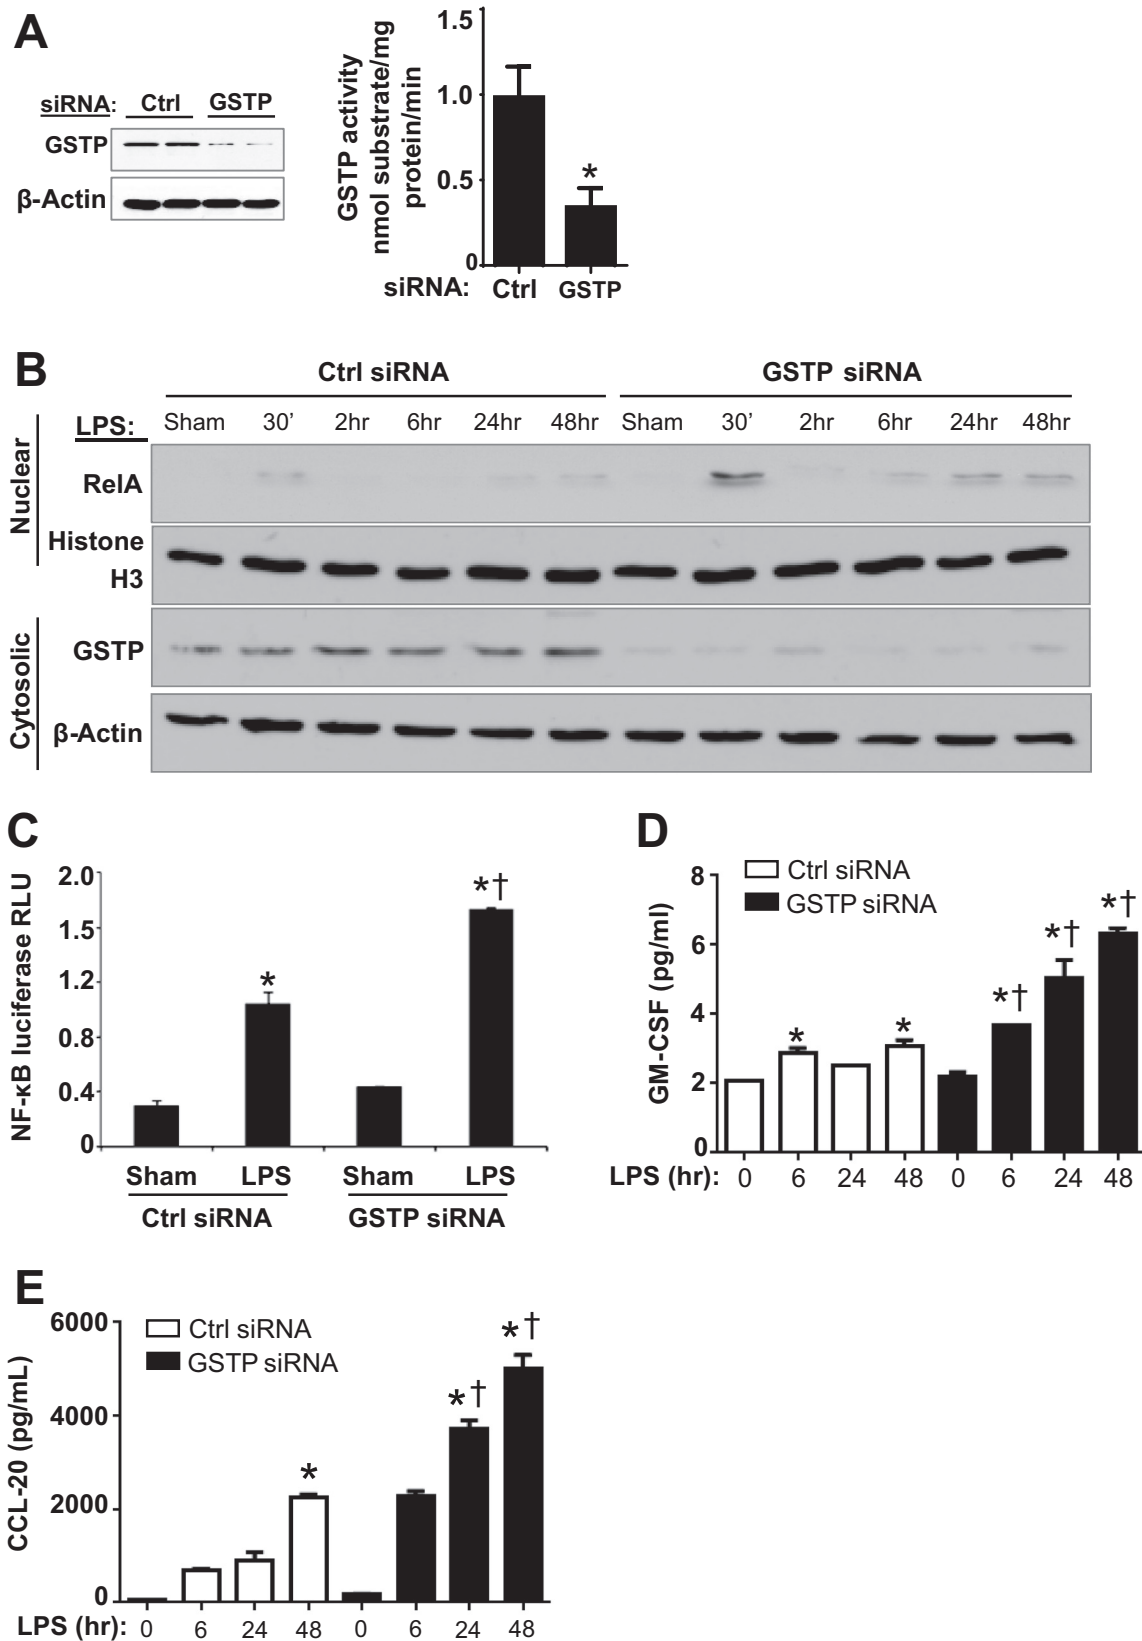 A
siRNA: Ctrl GSTP
GSTP
β-Actin
GSTP activity
nmol substrate/mg
protein/min
1.5
1.0
0.5
0
*
siRNA: Ctrl GSTP
B
Ctrl siRNA GSTP siRNA
LPS: Sham 30’ 2hr 6hr 24hr 48hr Sham 30’ 2hr 6hr 24hr 48hr
Nuclear
RelA
Histone
H3
Cytosolic
GSTP
β-Actin
C
NF-κB luciferase RLU
2.0
1.5
1.2
0.8
0.4
0
*
*†
Sham LPS Sham LPS
Ctrl siRNA GSTP siRNA
D
Ctrl siRNA
GSTP siRNA
GM-CSF (pg/ml)
8
6
4
2
0
* * *† *† *†
LPS (hr): 0 6 24 48 0 6 24 48
E
Ctrl siRNA
GSTP siRNA
CCL-20 (pg/mL)
6000
4000
2000
0
* *† *†
LPS (hr): 0 6 24 48 0 6 24 48